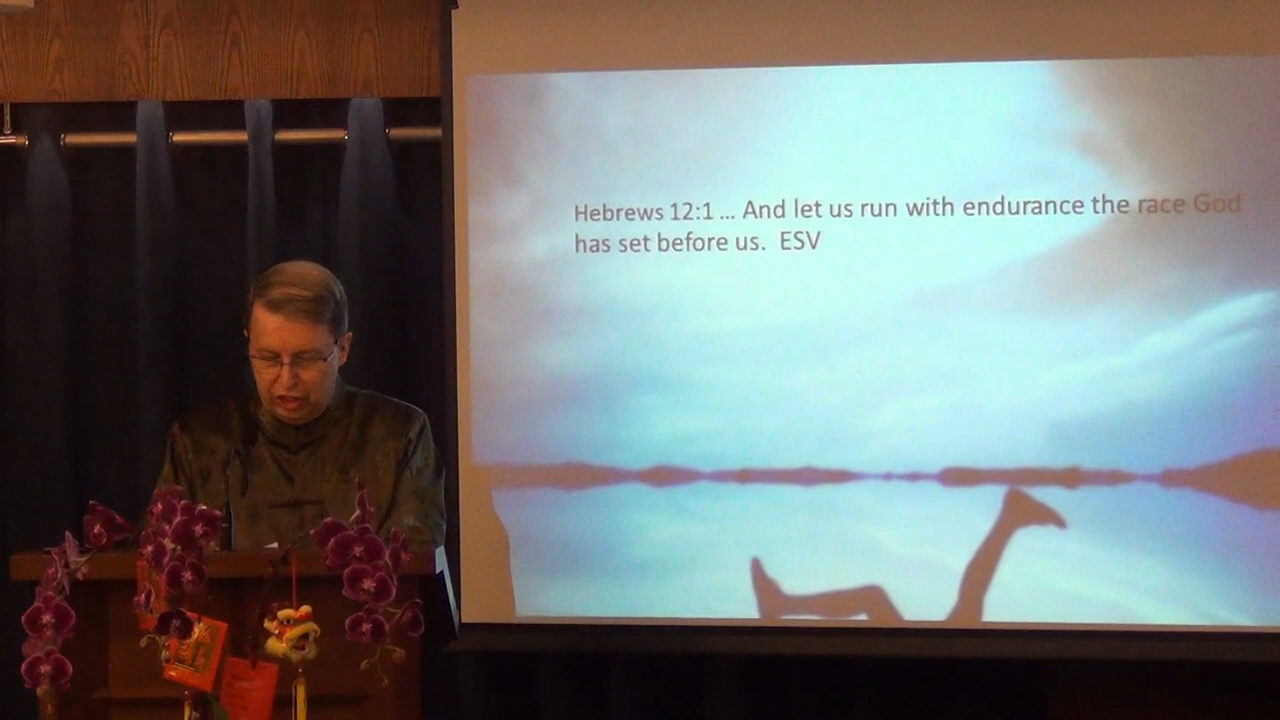 Hebrews 12:1 ... And let us run with endurance the race God
has set before us.  ESV